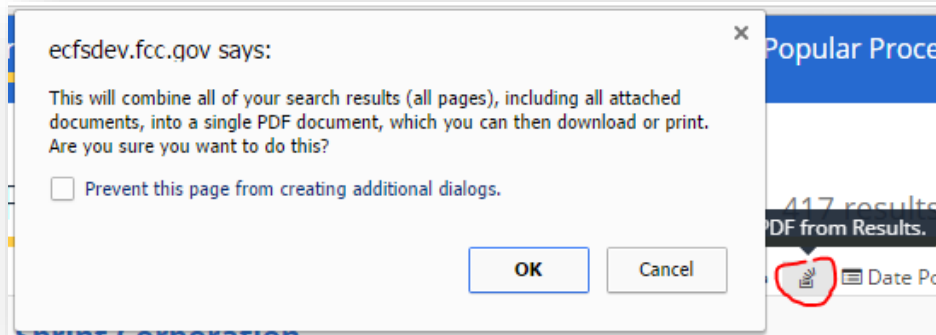 ecfsdev.fcc.gov says:
Popular Proce
This will combine all of your search results (all pages), including all attached
documents, into a single PDF document, which you can then download or print.
Are you sure you want to do this?
Prevent this page from creating additional dialogs.
417 results
PDF from Results.
OK
Cancel
Date Po
Sprint Corporation